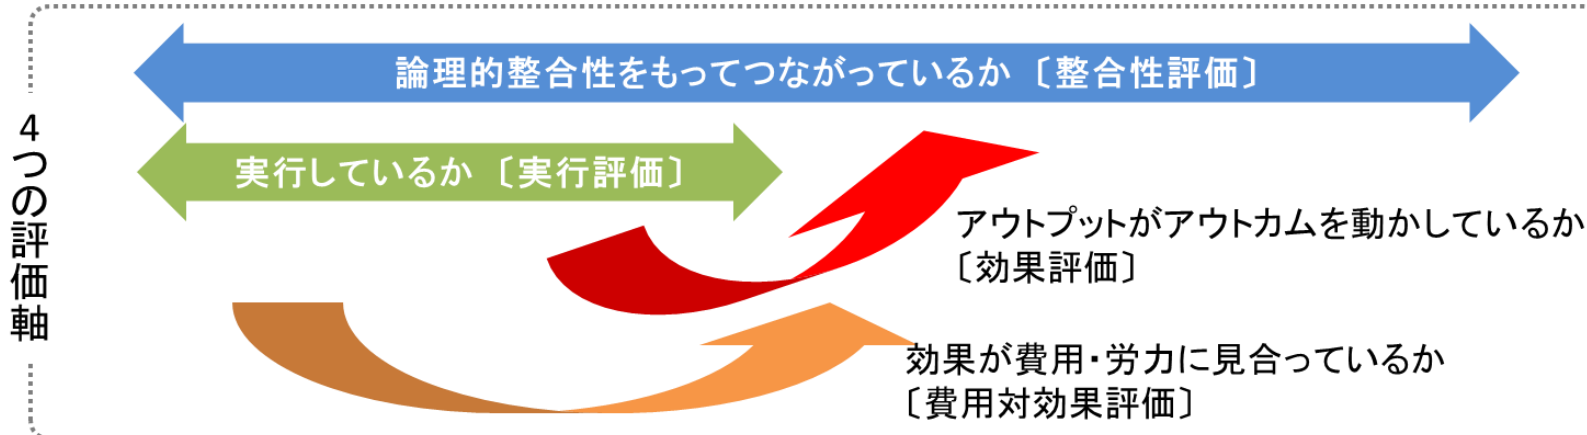 4つの評価軸
論理的整合性をもってつながっているか〔整合性評価〕
実行しているか〔実行評価〕
アウトプットがアウトカムを動かしているか
〔効果評価〕
効果が費用・労力に見合っているか
〔費用対効果評価〕